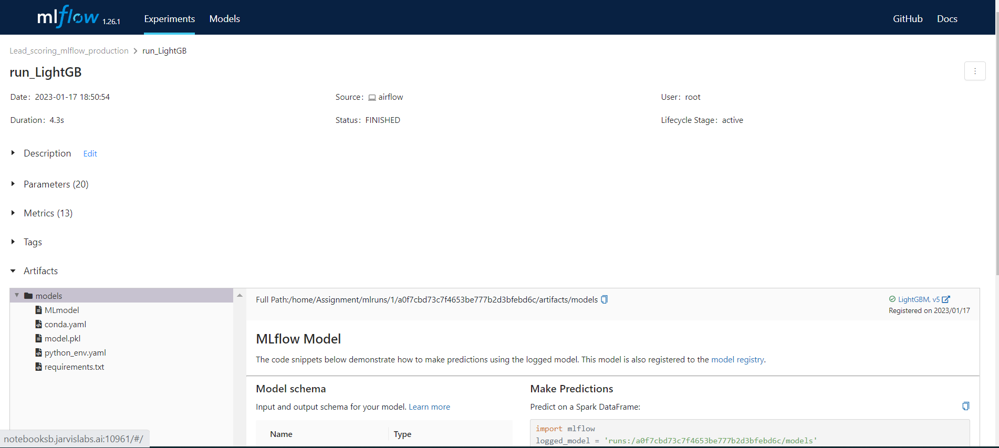 mlflow 1.26.1 Experiments Models GitHub Docs
Lead_scoring_mlflow_production > run_LightGB
run_LightGB
Date: 2023-01-17 18:50:54 Source: airflow User: root
Duration: 4.3s Status: FINISHED Lifecycle Stage: active
Description Edit
Parameters (20)
Metrics (13)
Tags
Artifacts
models
MLmodel
conda.yaml
model.pkl
python_env.yaml
requirements.txt
Full Path:/home/Assignment/mlruns/1/a0f7cbd73c7f4653be777b2d3bfebd6c/artifacts/models
LightGBM, v5
Registered on 2023/01/17
MLflow Model
The code snippets below demonstrate how to make predictions using the logged model. This model is also registered to the model registry.
Model schema
Input and output schema for your model. Learn more
Name Type
Make Predictions
Predict on a Spark DataFrame:
import mlflow
logged_model = 'runs:/a0f7cbd73c7f4653be777b2d3bfebd6c/models'
notebooksb.jarvislabs.ai:10961/#/